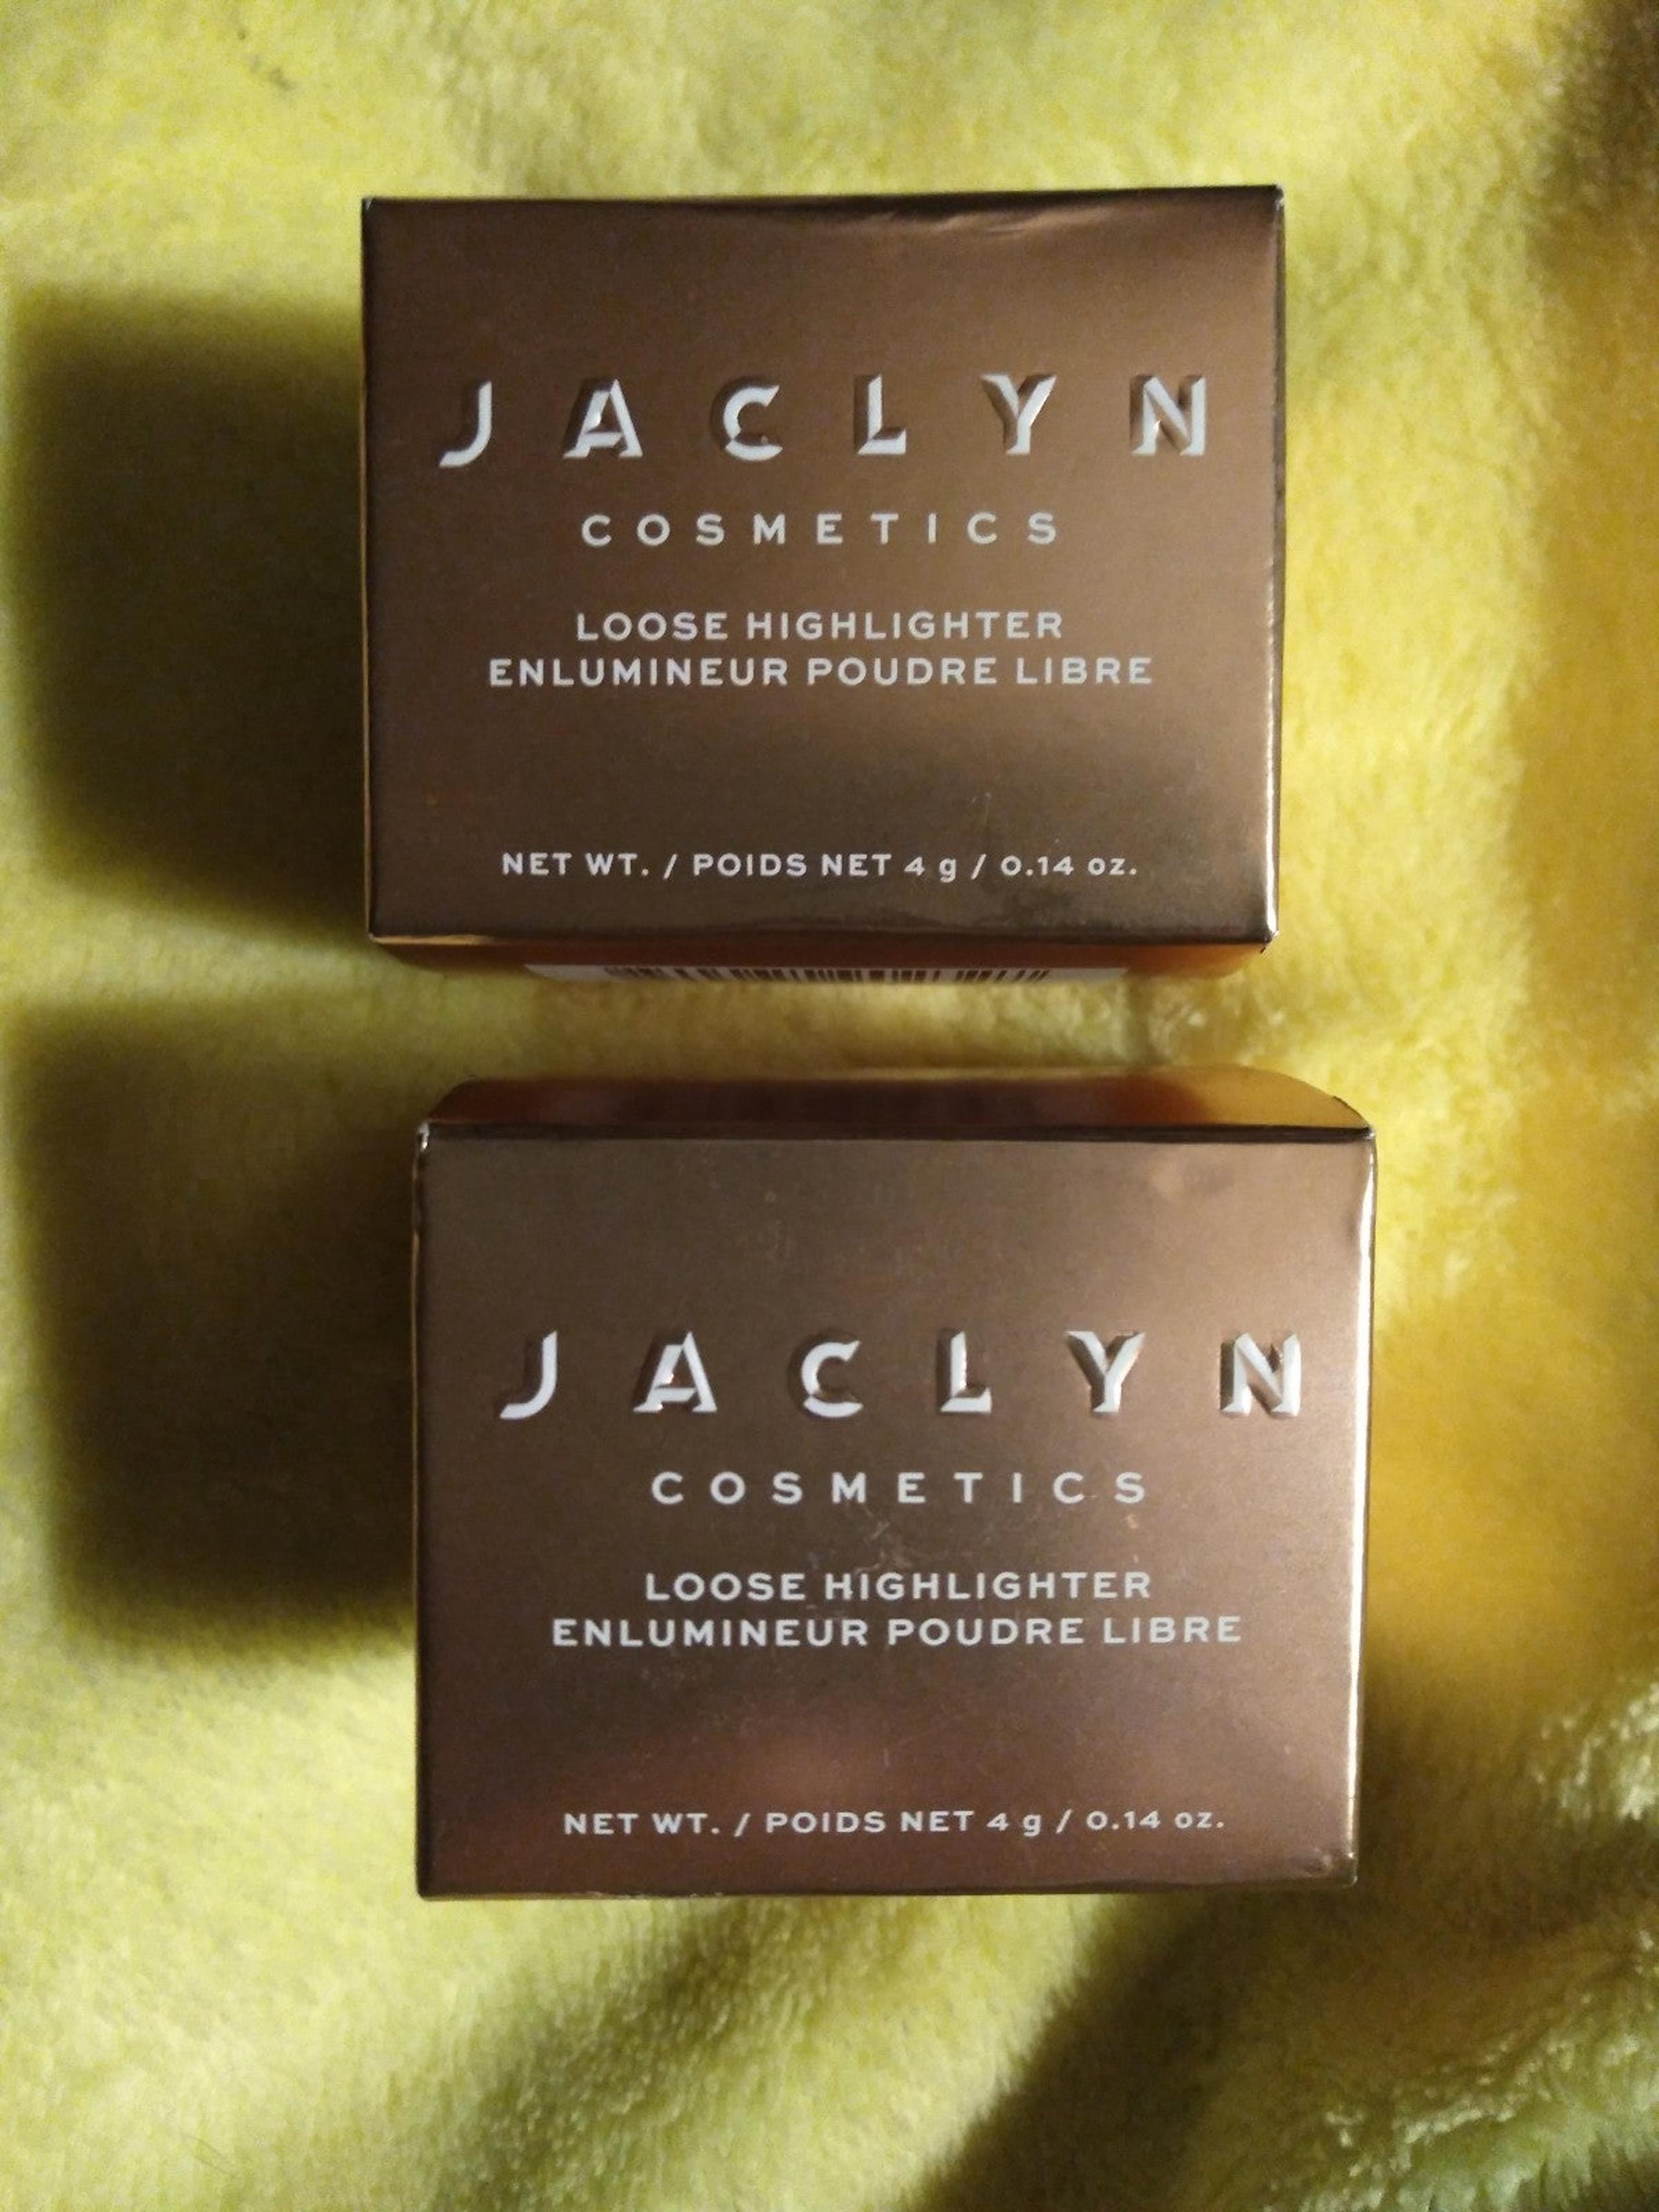 JACLYN
COSMETICS
LOOSE HIGHLIGHTER
ENLUMINEUR POUDRE LIBRE
NET WT. / POIDS NET 4 g / 0.14 oz.
JACLYN
COSMETICS
LOOSE HIGHLIGHTER
ENLUMINEUR POUDRE LIBRE
NET WT. / POIDS NET 4 g / 0.14 oz.